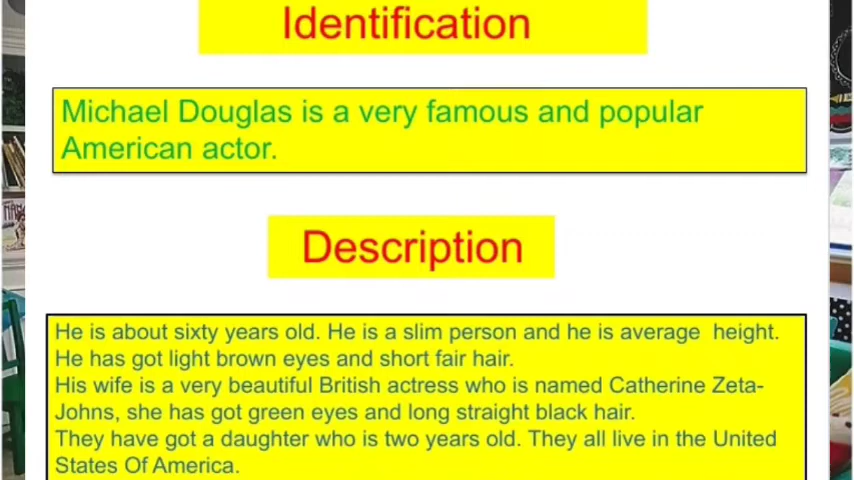 Identification
Michael Douglas is a very famous and popular
American actor.
Description
He is about sixty years old. He is a slim person and he is average height.
He has got light brown eyes and short fair hair.
His wife is a very beautiful British actress who is named Catherine Zeta-
Johns, she has got green eyes and long straight black hair.
They have got a daughter who is two years old. They all live in the United
States Of America.